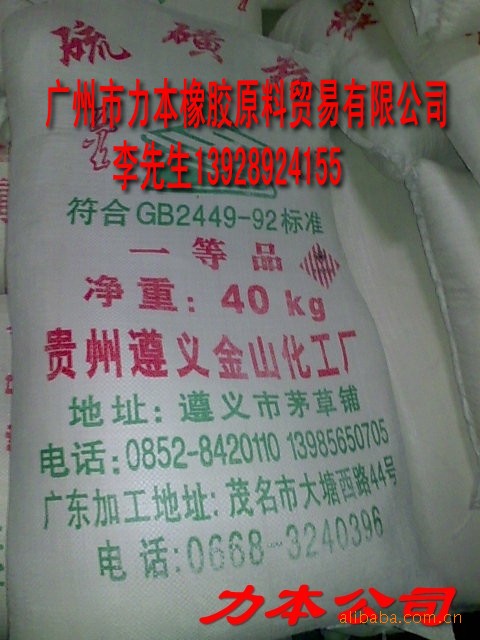 硫磺粉
广州市力本橡胶原料贸易有限公司
李先生13928924155
符合GB2449-92标准
一等品
净重：40kg
贵州遵义金山化工厂
地址：遵义市茅草铺
电话：0852-8420110 13985650705
广东加工地址：茂名市大塘西路44号
电话：0668-3240396
力本公司
alibaba.com.cn